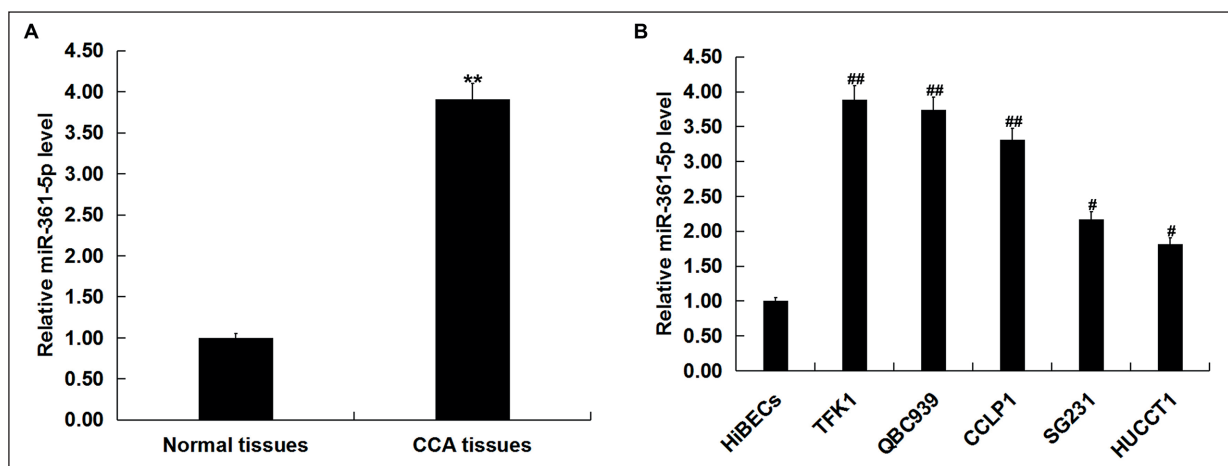 A
Relative miR-361-5p level
4.50
4.00
3.50
3.00
2.50
2.00
1.50
1.00
0.50
0.00
**
Normal tissues
CCA tissues
B
Relative miR-361-5p level
4.50
4.00
3.50
3.00
2.50
2.00
1.50
1.00
0.50
0.00
##
##
##
#
#
HiBECs
TFK1
QBC939
CCLP1
SG231
HUCCT1